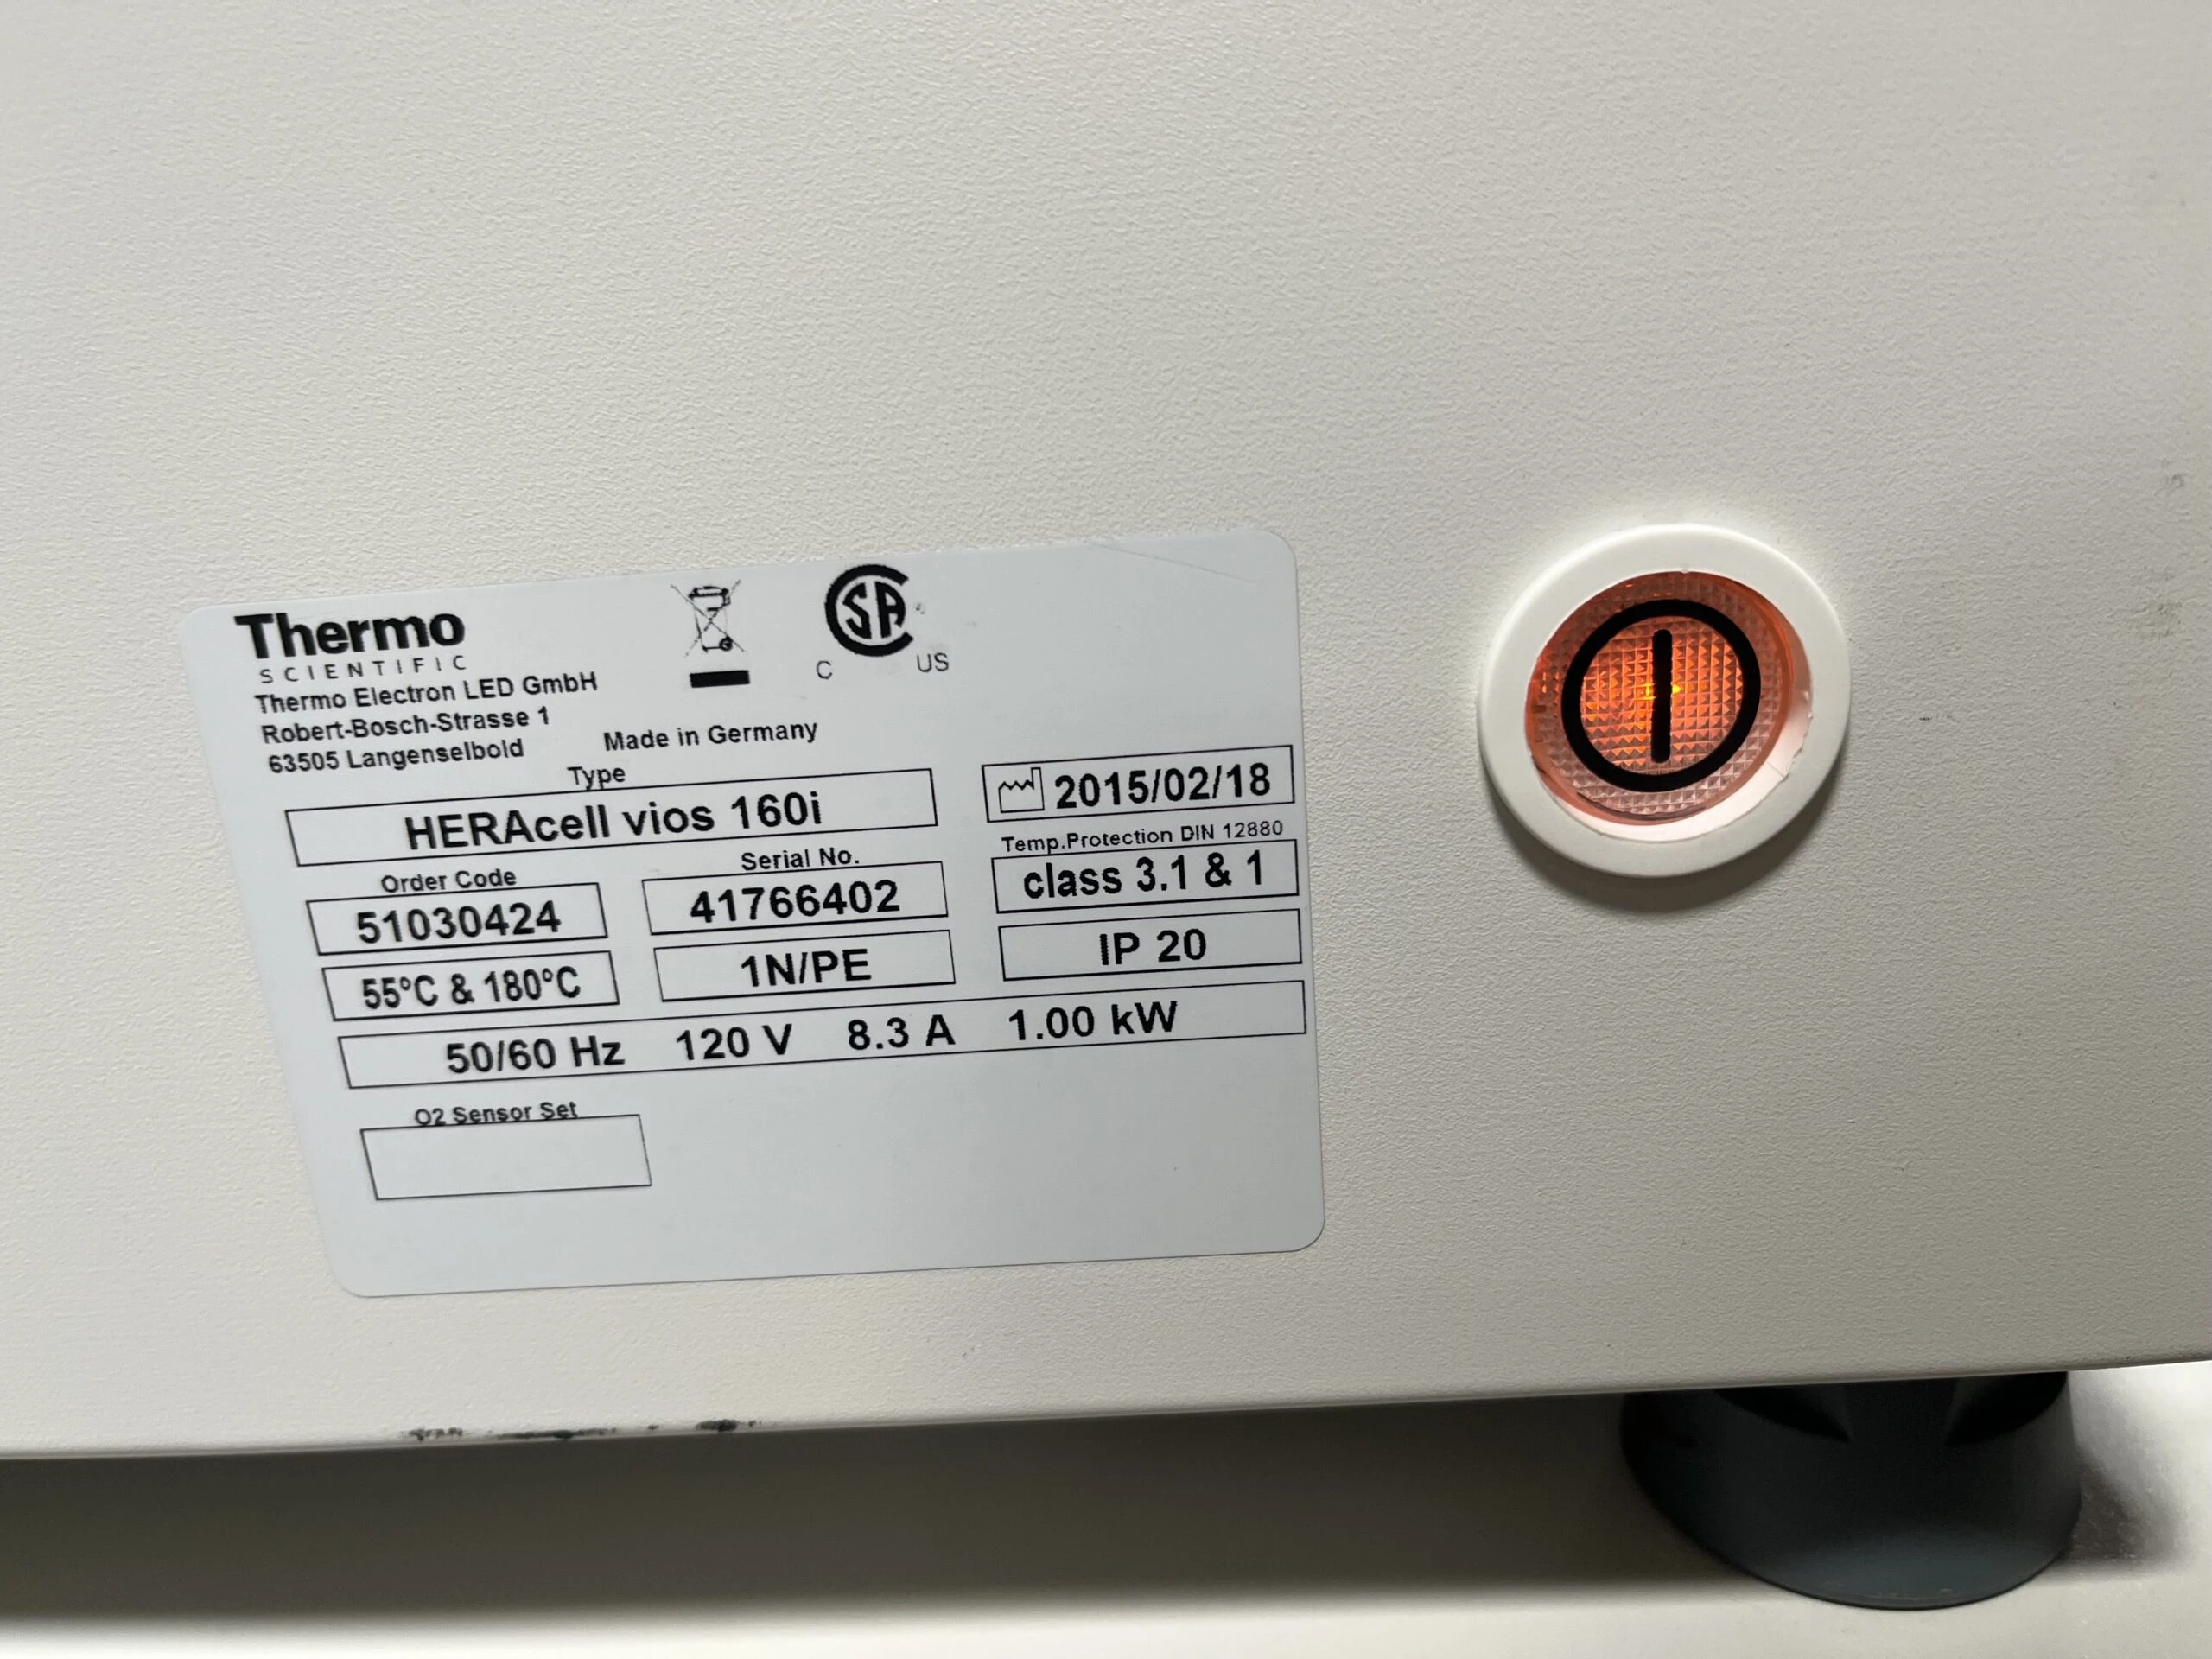 Thermo
SCIENTIFIC
Thermo Electron LED GmbH
Robert-Bosch-Strasse 1
63505 Langenselbold
Made in Germany
SA
C US
Type
HERAcell vios 160i
2015/02/18
Order Code
Serial No.
Temp.Protection DIN 12880
51030424
41766402
class 3.1 & 1
55°C & 180°C
1N/PE
IP 20
50/60 Hz 120 V 8.3 A 1.00 kW
O2 Sensor Set